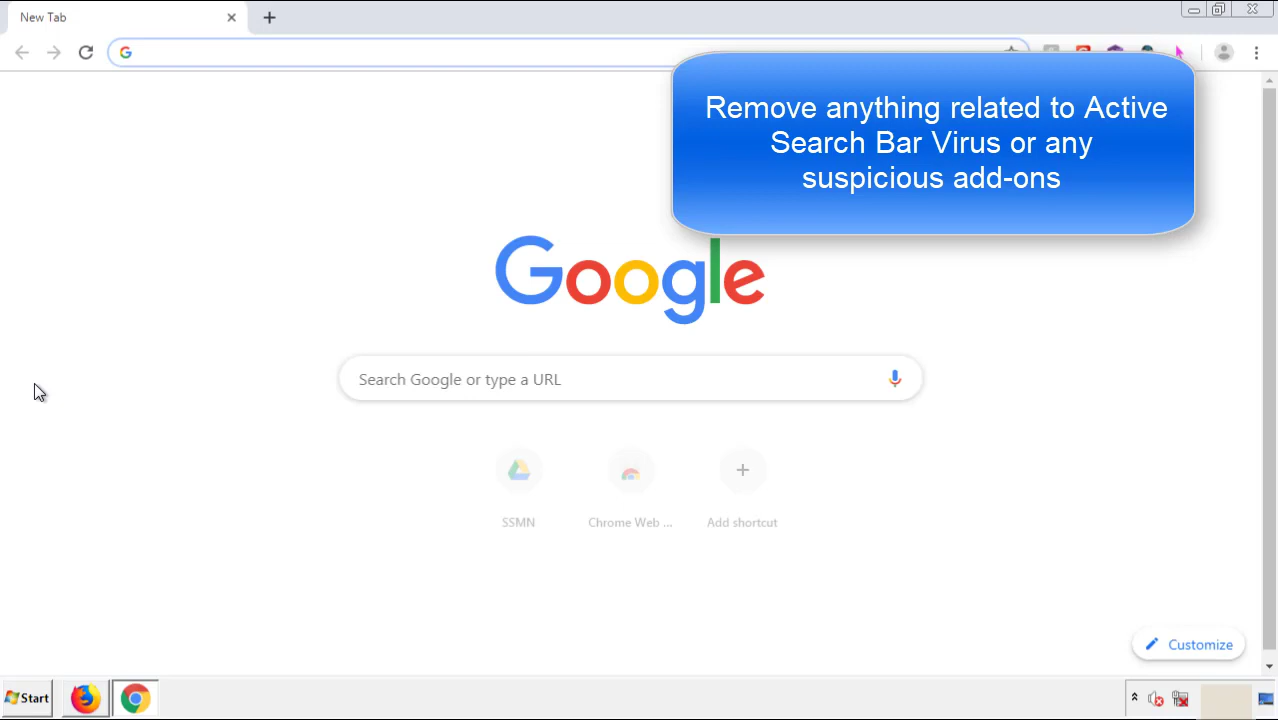 New Tab
Remove anything related to Active
Search Bar Virus or any
suspicious add-ons
Google
Search Google or type a URL
SSMN
Chrome Web ...
Add shortcut
Customize
Start